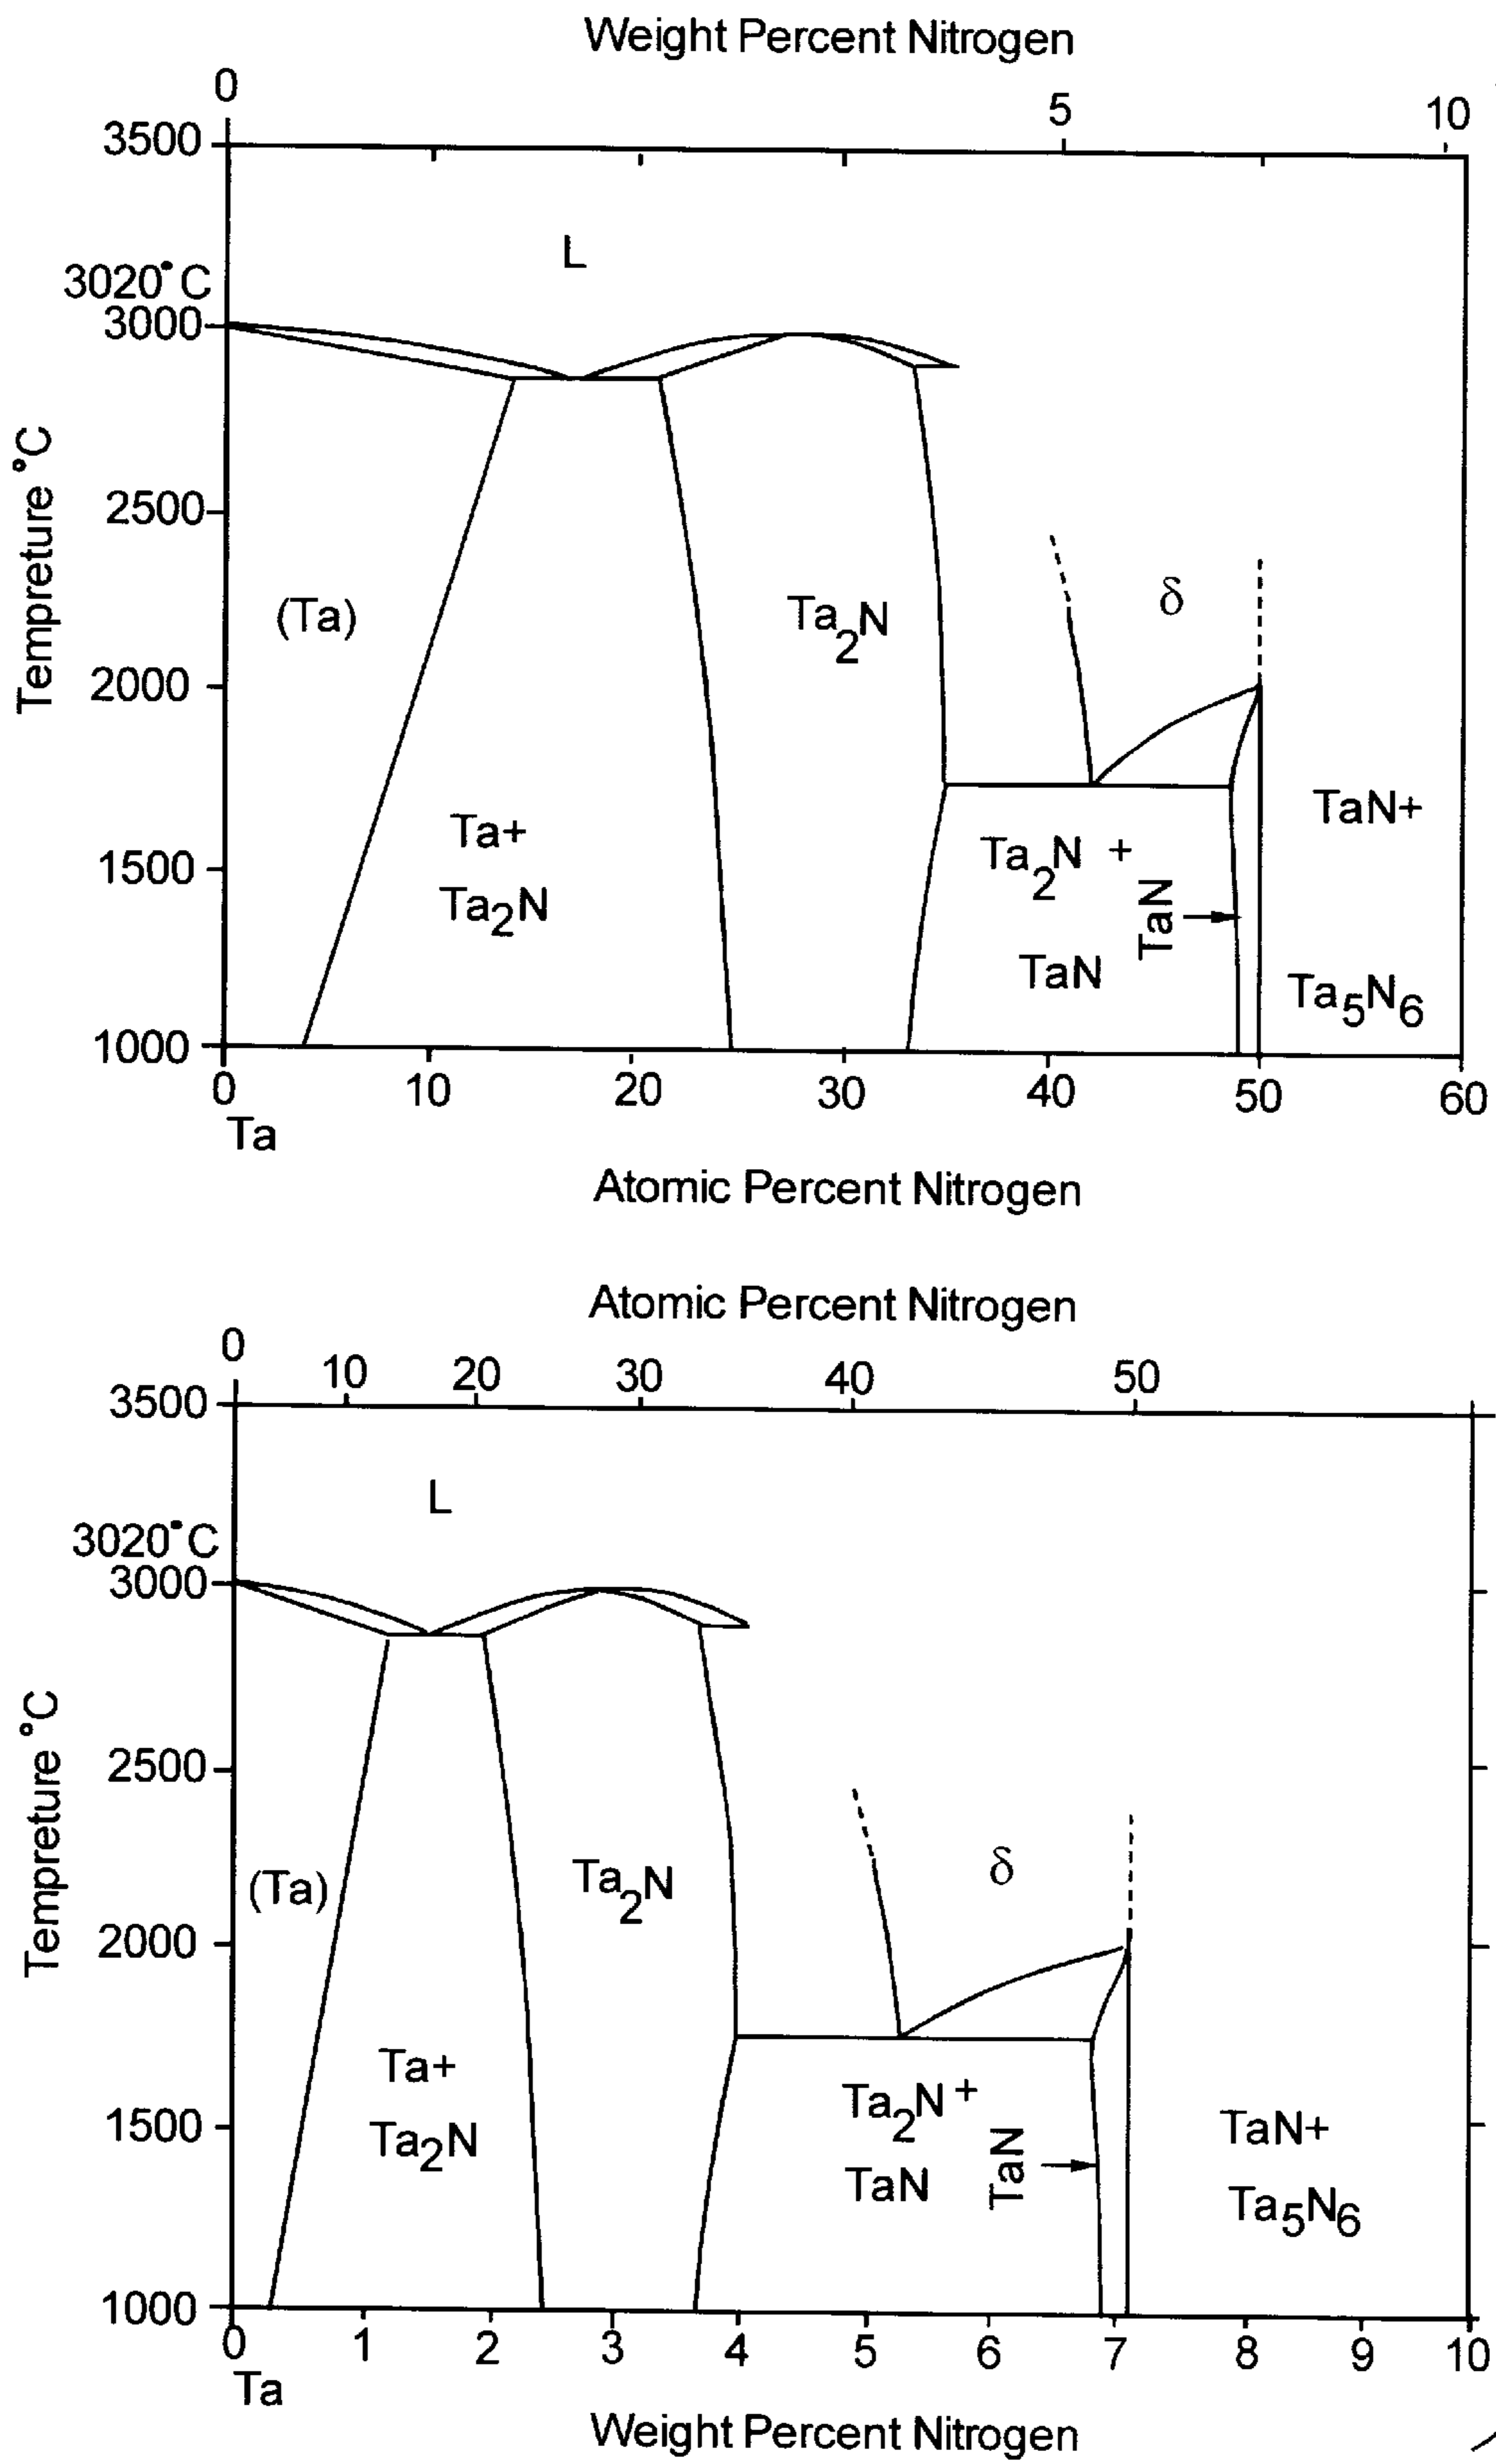 Weight Percent Nitrogen
0 5 10
3500
L
3020°C
3000
2500
(Ta) Ta2N δ
2000
TaN+
Ta+ Ta2N +
1500
Ta2N TaN
TaN Ta5N6
1000
0 10 20 30 40 50 60
Ta
Atomic Percent Nitrogen
Tempreture °C
Atomic Percent Nitrogen
0 10 20 30 40 50
3500
L
3020°C
3000
2500
(Ta) Ta2N δ
2000
Ta+ Ta2N +
1500 TaN+
Ta2N TaN TaN
Ta5N6
1000
0 1 2 3 4 5 6 7 8 9 10
Ta
Weight Percent Nitrogen
Tempreture °C